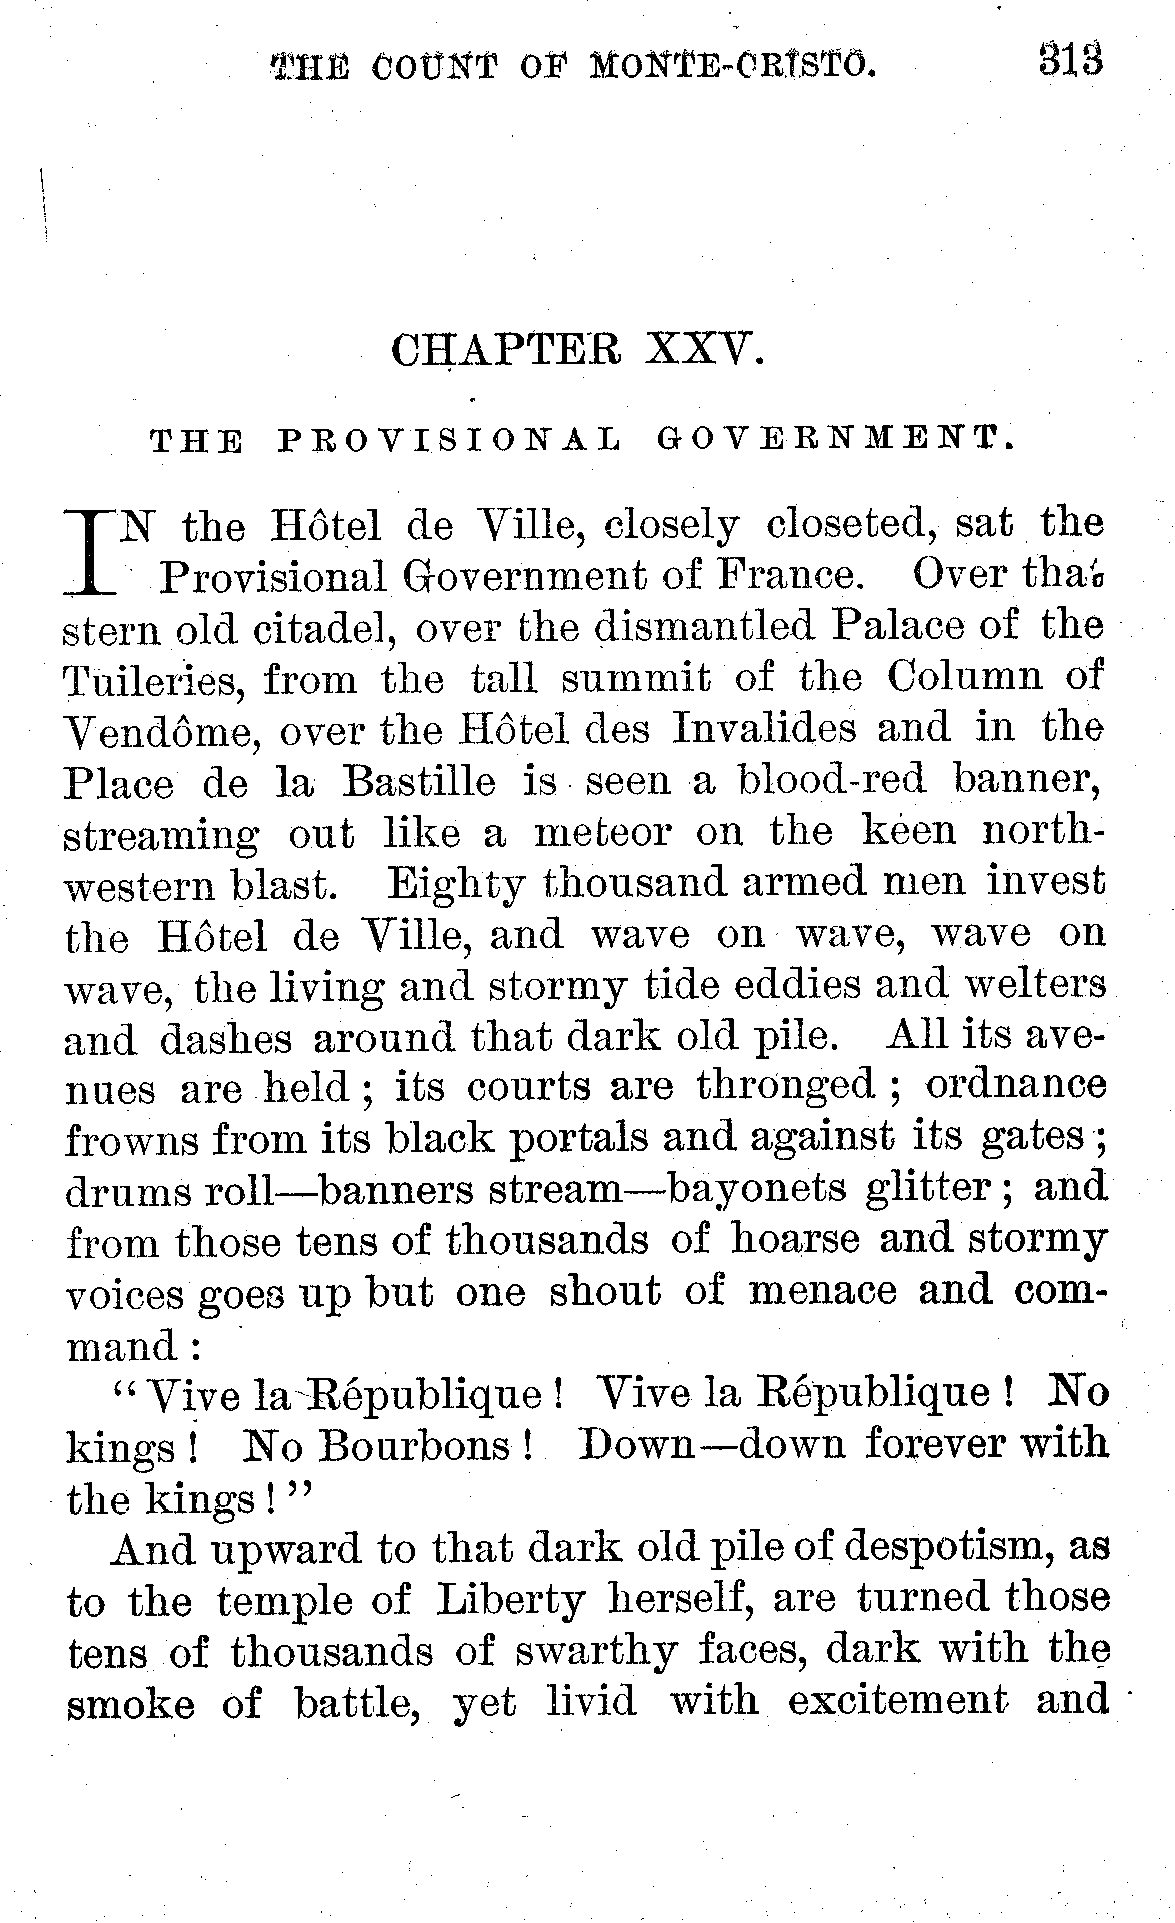 THE COUNT OF MONTE-CRISTO. 313
CHAPTER XXV.
THE PROVISIONAL GOVERNMENT.
IN the Hôtel de Ville, closely closeted, sat the
Provisional Government of France. Over that
stern old citadel, over the dismantled Palace of the
Tuileries, from the tall summit of the Column of
Vendôme, over the Hôtel des Invalides and in the
Place de la Bastille is seen a blood-red banner,
streaming out like a meteor on the keen north-
western blast. Eighty thousand armed men invest
the Hôtel de Ville, and wave on wave, wave on
wave, the living and stormy tide eddies and welters
and dashes around that dark old pile. All its ave-
nues are held; its courts are thronged; ordnance
frowns from its black portals and against its gates;
drums roll—banners stream—bayonets glitter; and
from those tens of thousands of hoarse and stormy
voices goes up but one shout of menace and com-
mand:
"Vive la République! Vive la République! No
kings! No Bourbons! Down—down forever with
the kings!"
And upward to that dark old pile of despotism, as
to the temple of Liberty herself, are turned those
tens of thousands of swarthy faces, dark with the
smoke of battle, yet livid with excitement and